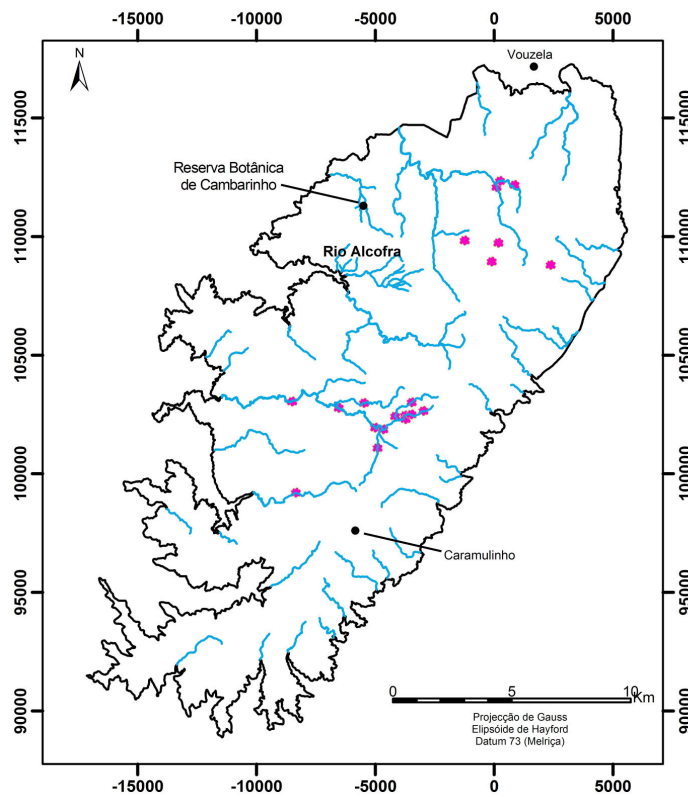 -15000 -10000 -5000 0 5000
N
Vouzela
115000 115000
Reserva Botânica
de Cambarinho
110000 110000
Rio Alcofra
105000 105000
100000 100000
Caramulinho
95000 95000
0 5 10
Km
90000 90000
Projecção de Gauss
Elipsóide de Hayford
Datum 73 (Melriça)
-15000 -10000 -5000 0 5000